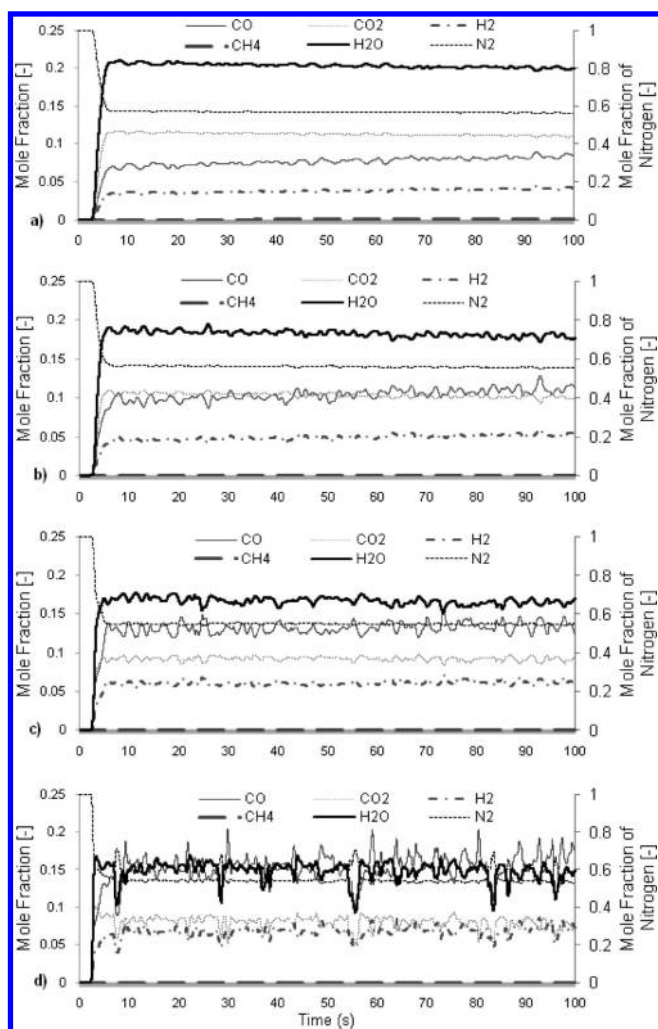 CO CO2 H2
CH4 H2O N2
0.25 1
0.2 0.8
0.15 0.6
0.1 0.4
0.05 0.2
0 0
Mole Fraction [-]
Mole Fraction of
Nitrogen [-]
a)
0 10 20 30 40 50 60 70 80 90 100
CO CO2 H2
CH4 H2O N2
0.25 1
0.2 0.8
0.15 0.6
0.1 0.4
0.05 0.2
0 0
Mole Fraction [-]
Mole Fraction of
Nitrogen [-]
b)
0 10 20 30 40 50 60 70 80 90 100
CO CO2 H2
CH4 H2O N2
0.25 1
0.2 0.8
0.15 0.6
0.1 0.4
0.05 0.2
0 0
Mole Fraction [-]
Mole Fraction of
Nitrogen [-]
c)
0 10 20 30 40 50 60 70 80 90 100
CO CO2 H2
CH4 H2O N2
0.25 1
0.2 0.8
0.15 0.6
0.1 0.4
0.05 0.2
0 0
Mole Fraction [-]
Mole Fraction of
Nitrogen [-]
d)
0 10 20 30 40 50 60 70 80 90 100
Time (s)